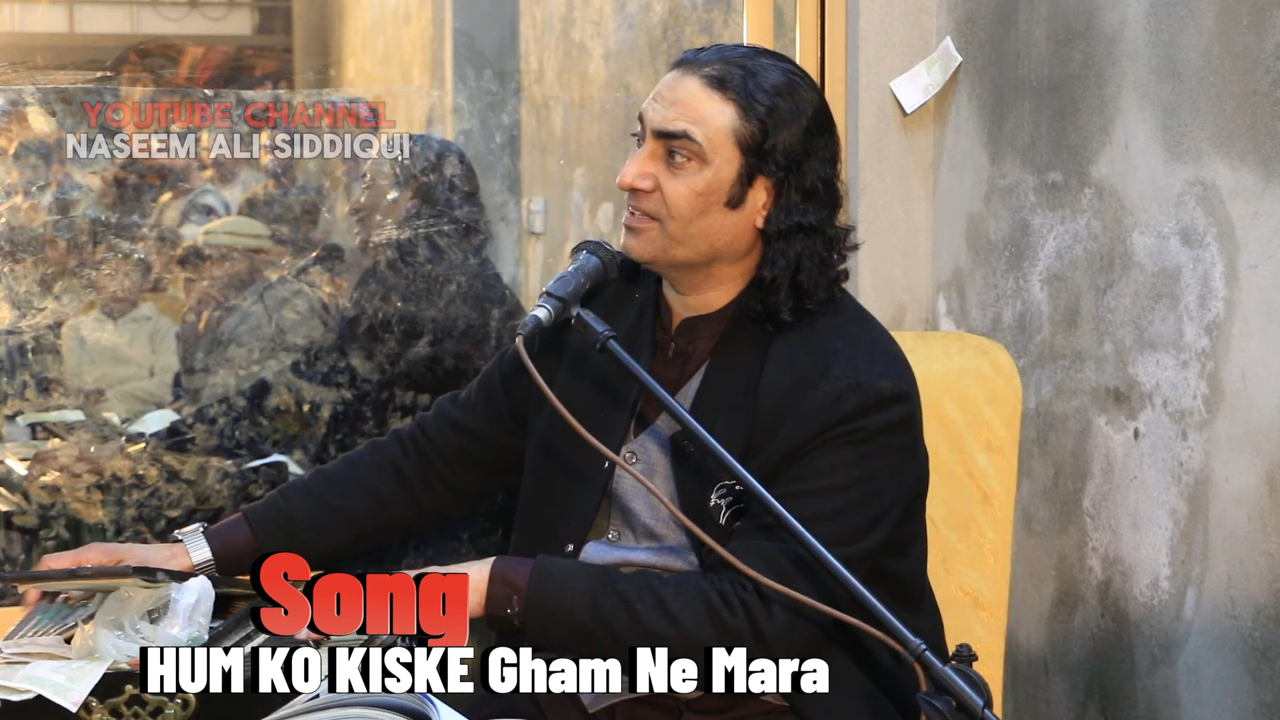 YOUTUBE CHANNEL
NASEEM ALI SIDDIQUI
Song
HUM KO KISKE Gham Ne Mara